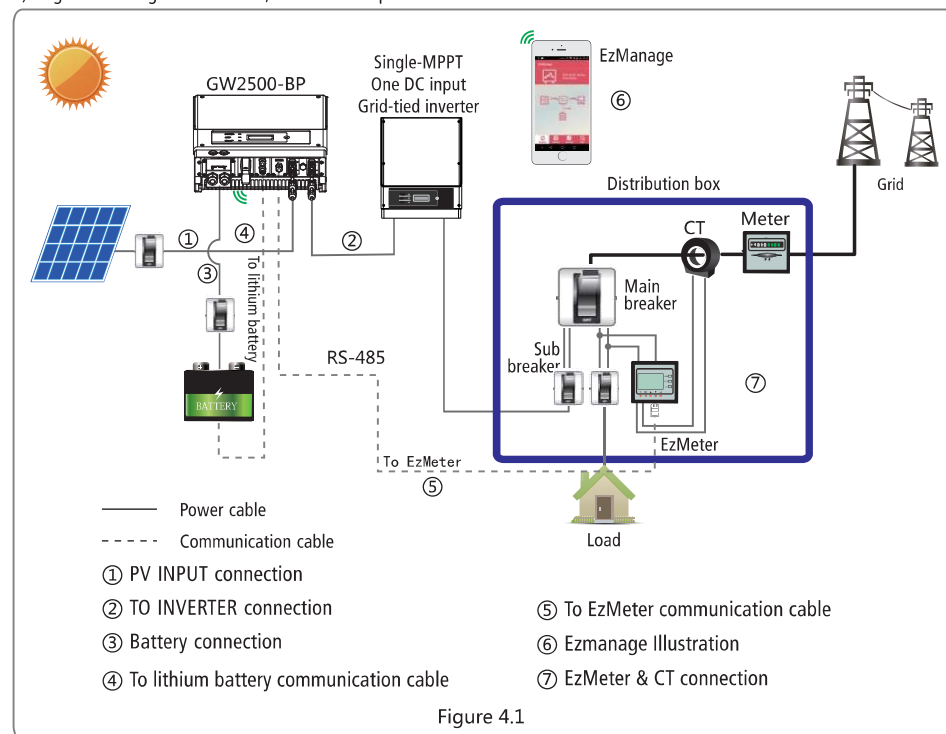 GW2500-BP
Single-MPPT
One DC input
Grid-tied inverter
EzManage
⑥
Grid
Distribution box
CT
Meter
Main
breaker
Sub
breaker
⑦
EzMeter
①
④
②
③
To lithium battery
BATTERY
RS-485
To EzMeter
⑤
Load
Power cable
Communication cable
① PV INPUT connection
② TO INVERTER connection
③ Battery connection
④ To lithium battery communication cable
⑤ To EzMeter communication cable
⑥ Ezmanage Illustration
⑦ EzMeter & CT connection
Figure 4.1